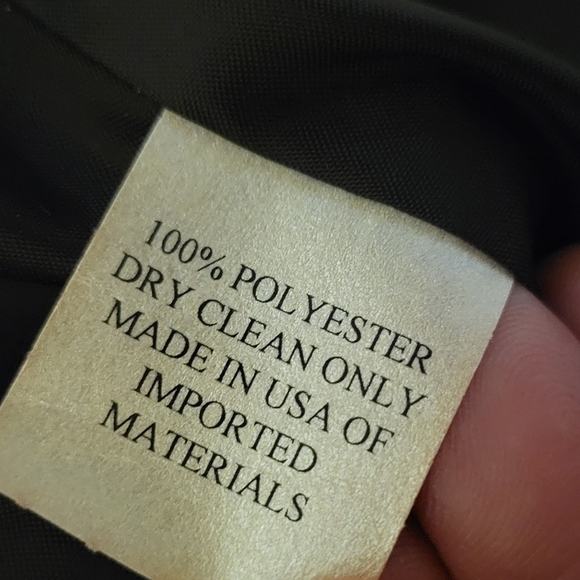 100% POLYESTER
DRY CLEAN ONLY
MADE IN USA OF
IMPORTED
MATERIALS